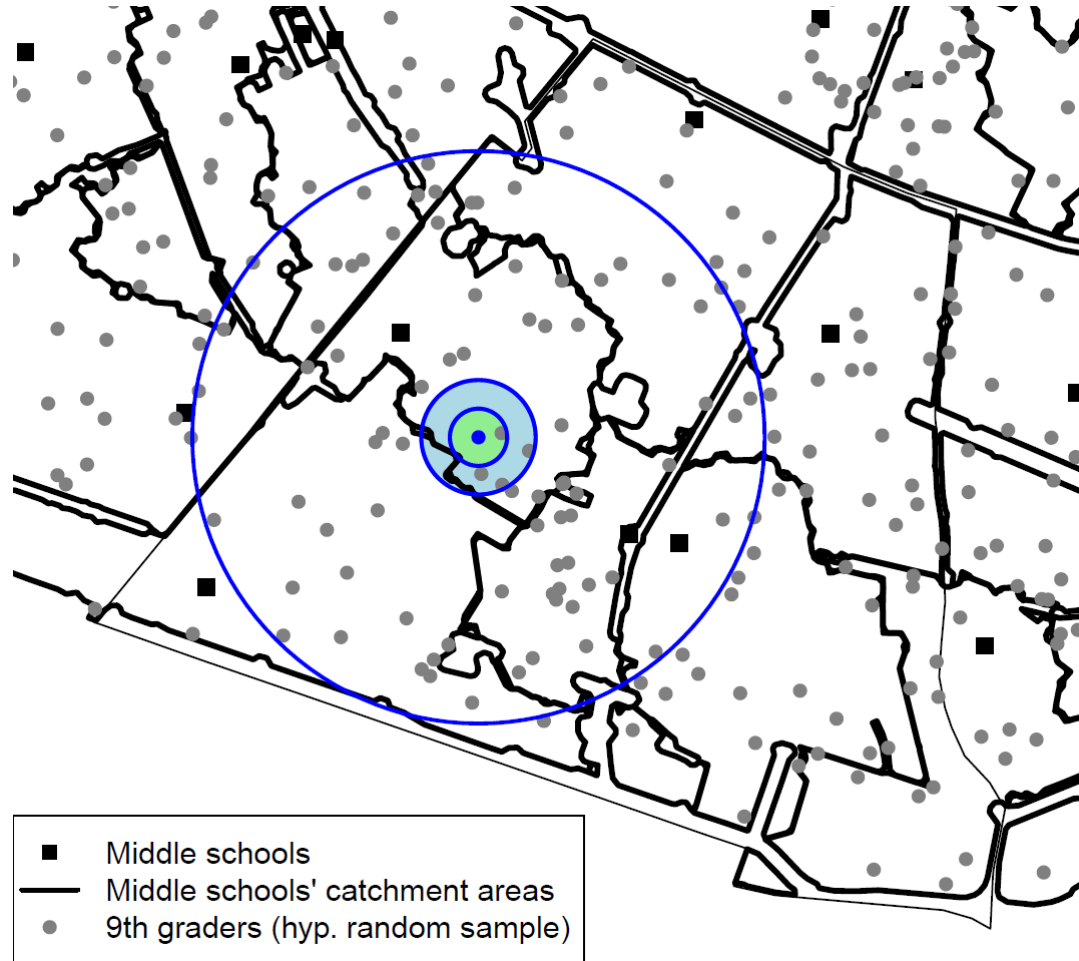 Middle schools
Middle schools' catchment areas
9th graders (hyp. random sample)